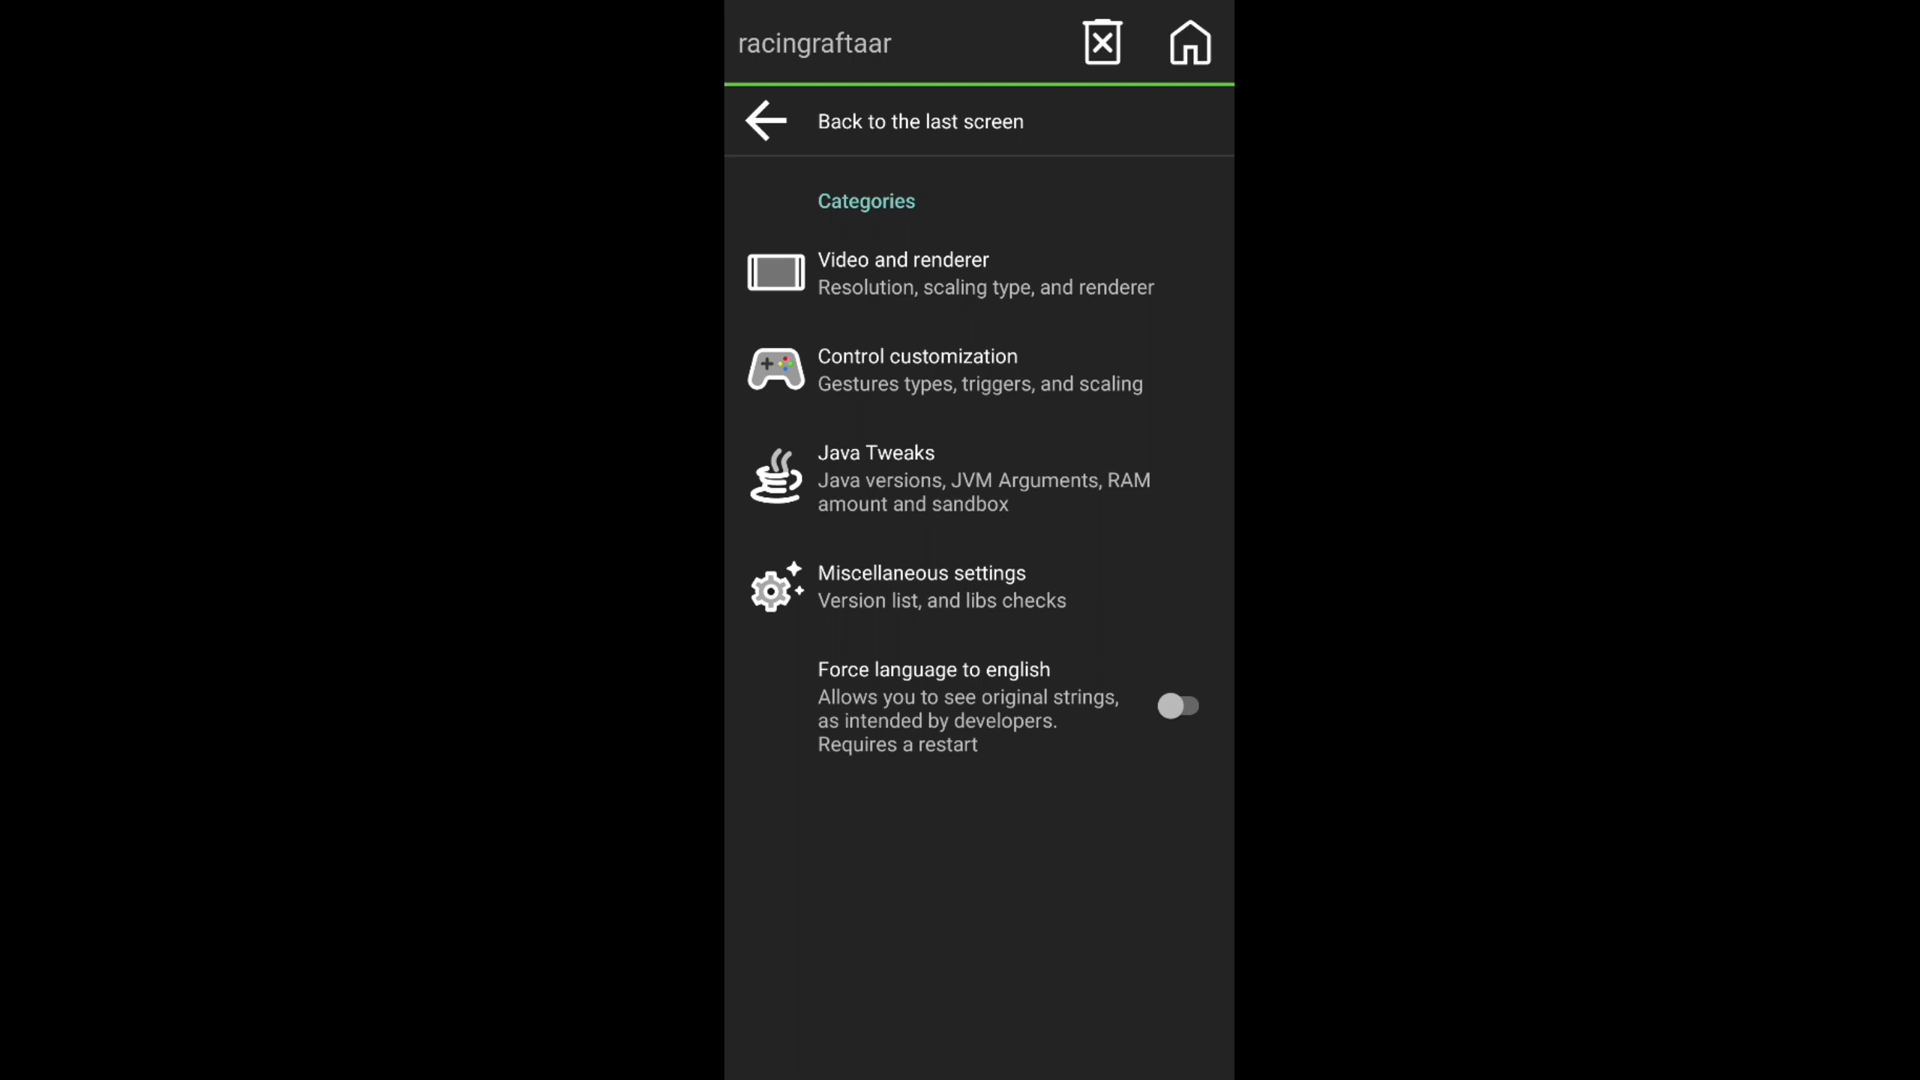 racingraftaar
Back to the last screen
Categories
Video and renderer
Resolution, scaling type, and renderer
Control customization
Gestures types, triggers, and scaling
Java Tweaks
Java versions, JVM Arguments, RAM
amount and sandbox
Miscellaneous settings
Version list, and libs checks
Force language to english
Allows you to see original strings,
as intended by developers.
Requires a restart